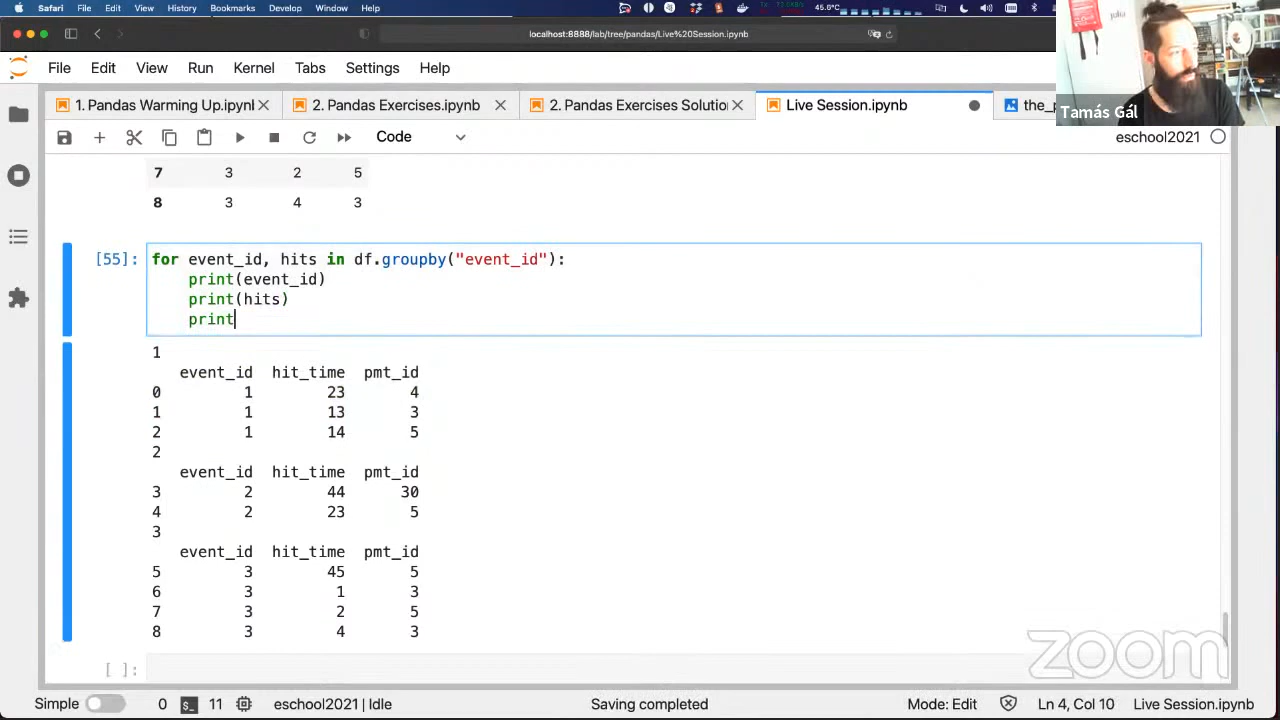 Safari File Edit View History Bookmarks Develop Window Help 45.0°C
localhost:8888/lab/tree/pandas/Live%20Session.ipynb
julia
Tamás Gál
File Edit View Run Kernel Tabs Settings Help
1. Pandas Warming Up.ipynl 2. Pandas Exercises.ipynb 2. Pandas Exercises Solutio Live Session.ipynb the_p
Code eschool2021
7 3 2 5
8 3 4 3
[55]: for event_id, hits in df.groupby("event_id"):
print(event_id)
print(hits)
print
1
event_id hit_time pmt_id
0 1 23 4
1 1 13 3
2 1 14 5
2
event_id hit_time pmt_id
3 2 44 30
4 2 23 5
3
event_id hit_time pmt_id
5 3 45 5
6 3 1 3
7 3 2 5
8 3 4 3
[ ]:
zoom
Simple 0 $_ 11 eschool2021 | Idle Saving completed Mode: Edit Ln 4, Col 10 Live Session.ipynb